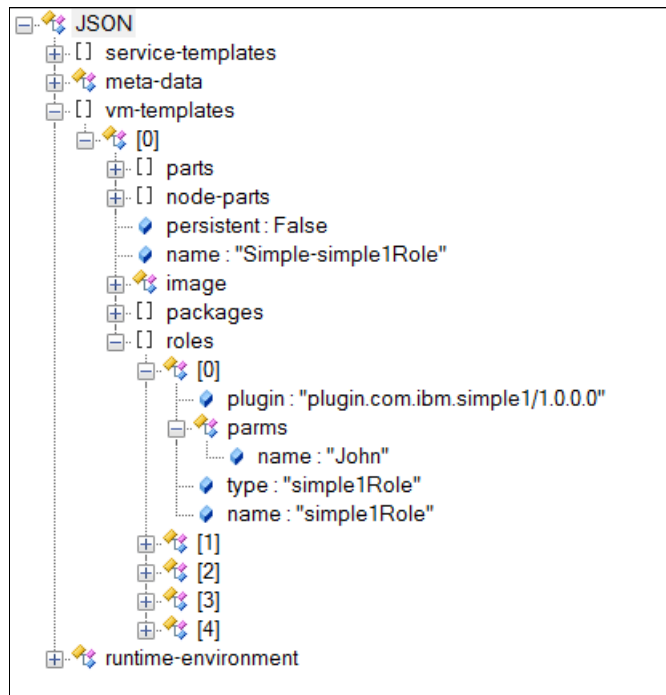 JSON
[] service-templates
meta-data
[] vm-templates
[0]
[] parts
[] node-parts
persistent : False
name : "Simple-simple1Role"
image
[] packages
[] roles
[0]
plugin : "plugin.com.ibm.simple1/1.0.0.0"
parms
name : "John"
type : "simple1Role"
name : "simple1Role"
[1]
[2]
[3]
[4]
runtime-environment